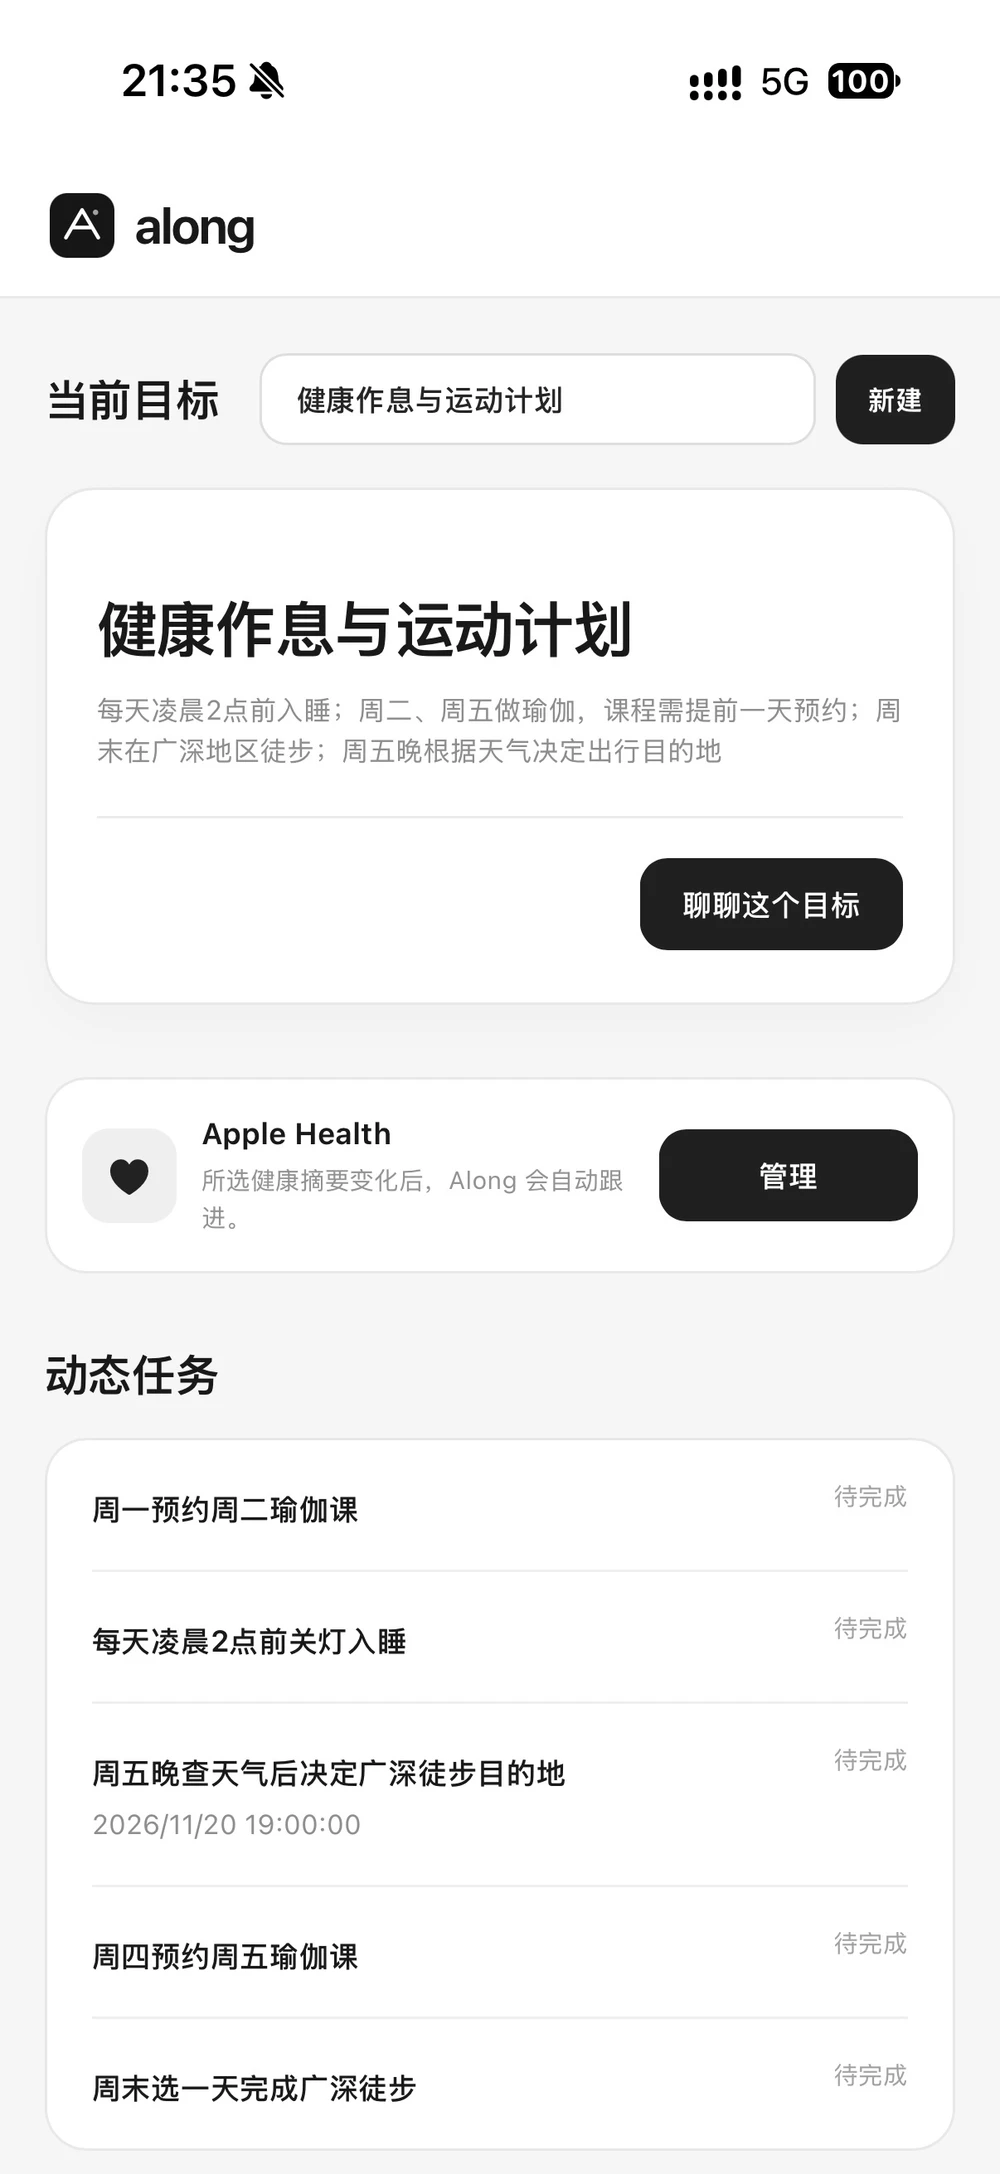 21:35
5G 100
along
当前目标 健康作息与运动计划 新建
健康作息与运动计划
每天凌晨2点前入睡；周二、周五做瑜伽，课程需提前一天预约；周
末在广深地区徒步；周五晚根据天气决定出行目的地
聊聊这个目标
Apple Health
所选健康摘要变化后，Along 会自动跟
进。
管理
动态任务
周一预约周二瑜伽课 待完成
每天凌晨2点前关灯入睡 待完成
周五晚查天气后决定广深徒步目的地 待完成
2026/11/20 19:00:00
周四预约周五瑜伽课 待完成
周末选一天完成广深徒步 待完成